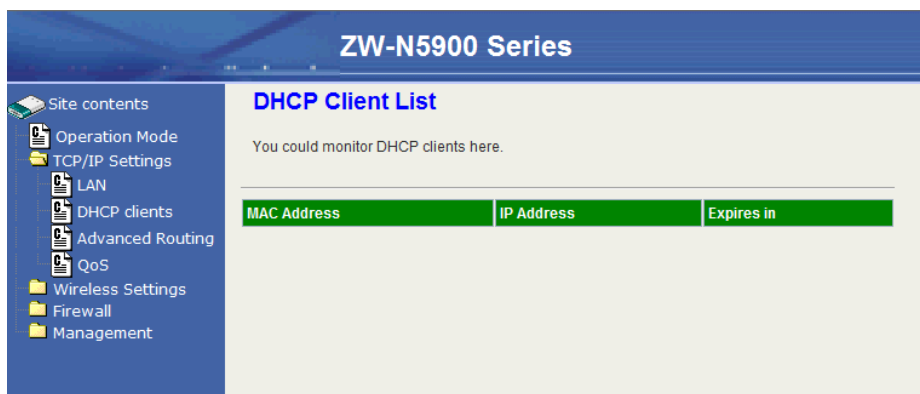 ZW-N5900 Series
Site contents
Operation Mode
TCP/IP Settings
LAN
DHCP clients
Advanced Routing
QoS
Wireless Settings
Firewall
Management
DHCP Client List
You could monitor DHCP clients here.
MAC Address IP Address Expires in